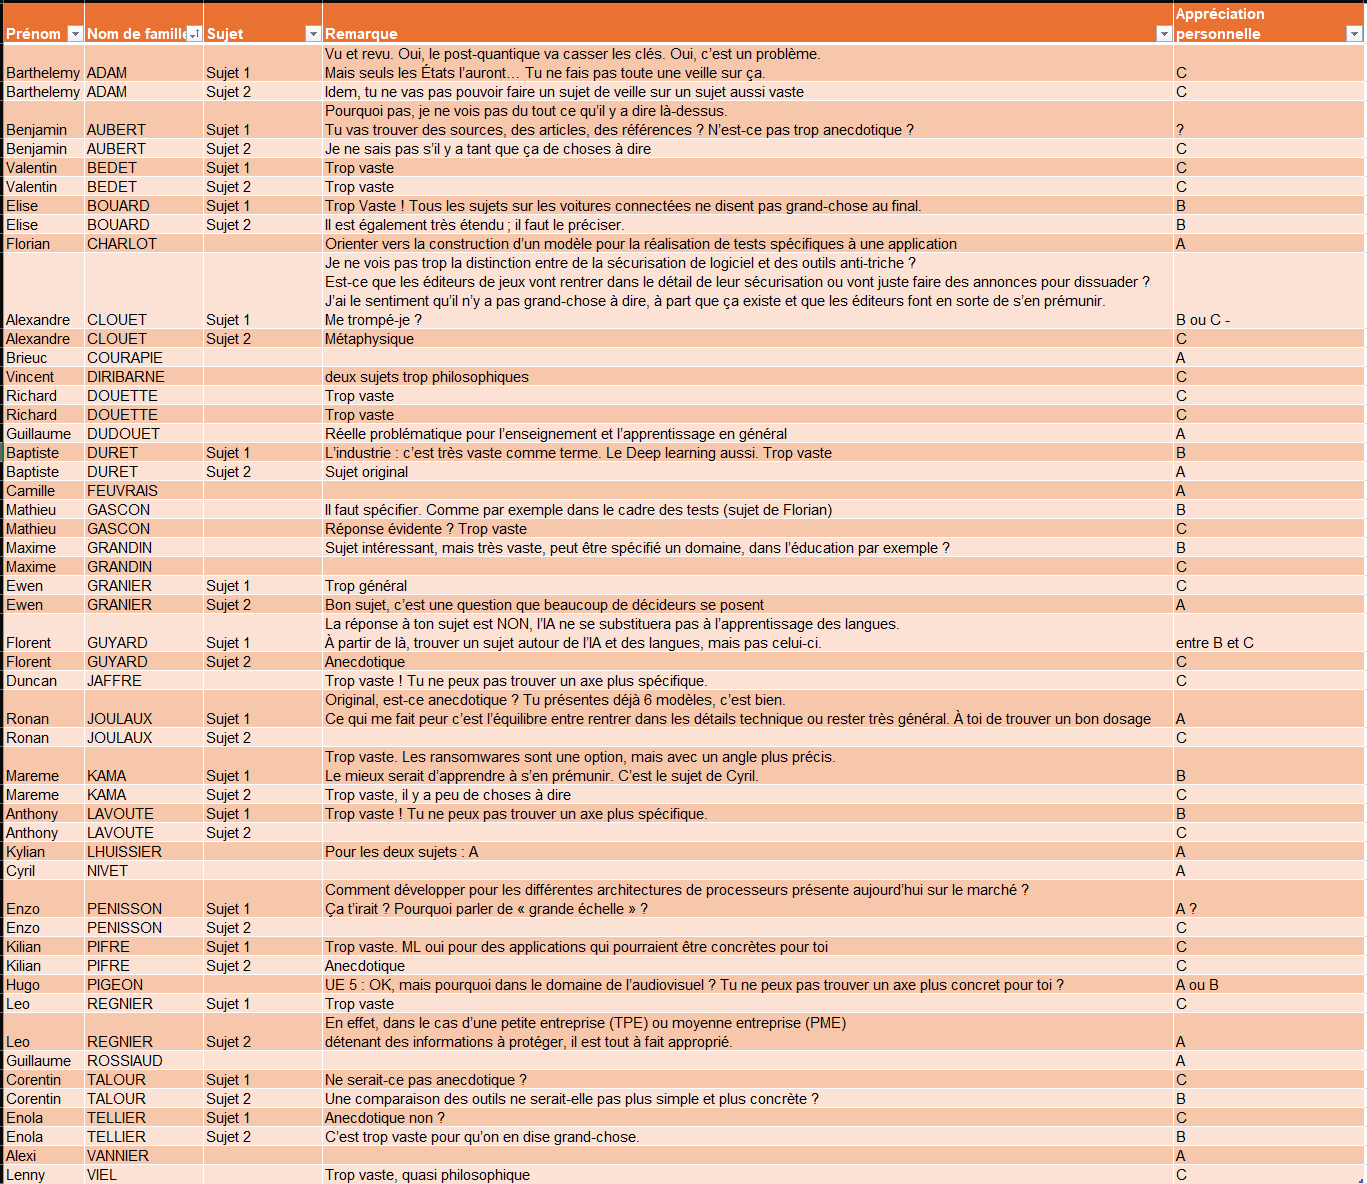 Prénom Nom de famille Sujet Remarque Appréciation personnelle
Vu et revu. Oui, le post-quantique va casser les clés. Oui, c’est un problème.
Barthelemy ADAM Sujet 1 Mais seuls les États l’auront… Tu ne fais pas toute une veille sur ça. C
Barthelemy ADAM Sujet 2 Idem, tu ne vas pas pouvoir faire un sujet de veille sur un sujet aussi vaste C
Pourquoi pas, je ne vois pas du tout ce qu’il y a dire là-dessus.
Benjamin AUBERT Sujet 1 Tu vas trouver des sources, des articles, des références ? N’est-ce pas trop anecdotique ? ?
Benjamin AUBERT Sujet 2 Je ne sais pas s’il y a tant que ça de choses à dire C
Valentin BEDET Sujet 1 Trop vaste C
Valentin BEDET Sujet 2 Trop vaste C
Elise BOUARD Sujet 1 Trop Vaste ! Tous les sujets sur les voitures connectées ne disent pas grand-chose au final. B
Elise BOUARD Sujet 2 Il est également très étendu ; il faut le préciser. B
Florian CHARLOT Orienter vers la construction d’un modèle pour la réalisation de tests spécifiques à une application A
Je ne vois pas trop la distinction entre de la sécurisation de logiciel et des outils anti-triche ?
Est-ce que les éditeurs de jeux vont rentrer dans le détail de leur sécurisation ou vont juste faire des annonces pour dissuader ?
J’ai le sentiment qu’il n’y a pas grand-chose à dire, à part que ça existe et que les éditeurs font en sorte de s’en prémunir.
Alexandre CLOUET Sujet 1 Me trompé-je ? B ou C -
Alexandre CLOUET Sujet 2 Métaphysique C
Brieuc COURAPIE A
Vincent DIRIBARNE deux sujets trop philosophiques C
Richard DOUETTE Trop vaste C
Richard DOUETTE Trop vaste C
Guillaume DUDOUET Réelle problématique pour l’enseignement et l’apprentissage en général A
Baptiste DURET Sujet 1 L’industrie : c’est très vaste comme terme. Le Deep learning aussi. Trop vaste B
Baptiste DURET Sujet 2 Sujet original A
Camille FEUVRAIS A
Mathieu GASCON Il faut spécifier. Comme par exemple dans le cadre des tests (sujet de Florian) B
Mathieu GASCON Réponse évidente ? Trop vaste C
Maxime GRANDIN Sujet intéressant, mais très vaste, peut être spécifié un domaine, dans l’éducation par exemple ? B
Maxime GRANDIN C
Ewen GRANIER Sujet 1 Trop général C
Ewen GRANIER Sujet 2 Bon sujet, c’est une question que beaucoup de décideurs se posent A
La réponse à ton sujet est NON, l’IA ne se substituera pas à l’apprentissage des langues.
Florent GUYARD Sujet 1 À partir de là, trouver un sujet autour de l’IA et des langues, mais pas celui-ci. entre B et C
Florent GUYARD Sujet 2 Anecdotique C
Duncan JAFFRE Trop vaste ! Tu ne peux pas trouver un axe plus spécifique. C
Original, est-ce anecdotique ? Tu présentes déjà 6 modèles, c’est bien.
Ronan JOULAUX Sujet 1 Ce qui me fait peur c’est l’équilibre entre rentrer dans les détails technique ou rester très général. À toi de trouver un bon dosage A
Ronan JOULAUX Sujet 2 C
Trop vaste. Les ransomwares sont une option, mais avec un angle plus précis.
Mareme KAMA Sujet 1 Le mieux serait d’apprendre à s’en prémunir. C’est le sujet de Cyril. B
Mareme KAMA Sujet 2 Trop vaste, il y a peu de choses à dire C
Anthony LAVOUTE Sujet 1 Trop vaste ! Tu ne peux pas trouver un axe plus spécifique. B
Anthony LAVOUTE Sujet 2 C
Kylian LHUISSIER Pour les deux sujets : A A
Cyril NIVET A
Comment développer pour les différentes architectures de processeurs présente aujourd’hui sur le marché ?
Enzo PENISSON Sujet 1 Ça t’irait ? Pourquoi parler de « grande échelle » ? A ?
Enzo PENISSON Sujet 2 C
Kilian PIFRE Sujet 1 Trop vaste. ML oui pour des applications qui pourraient être concrètes pour toi C
Kilian PIFRE Sujet 2 Anecdotique C
Hugo PIGEON UE 5 : OK, mais pourquoi dans le domaine de l’audiovisuel ? Tu ne peux pas trouver un axe plus concret pour toi ? A ou B
Leo REGNIER Sujet 1 Trop vaste C
En effet, dans le cas d’une petite entreprise (TPE) ou moyenne entreprise (PME)
Leo REGNIER Sujet 2 détenant des informations à protéger, il est tout à fait approprié. A
Guillaume ROSSIAUD A
Corentin TALOUR Sujet 1 Ne serait-ce pas anecdotique ? C
Corentin TALOUR Sujet 2 Une comparaison des outils ne serait-elle pas plus simple et plus concrète ? B
Enola TELLIER Sujet 1 Anecdotique non ? C
Enola TELLIER Sujet 2 C’est trop vaste pour qu’on en dise grand-chose. B
Alexi VANNIER A
Lenny VIEL Trop vaste, quasi philosophique C